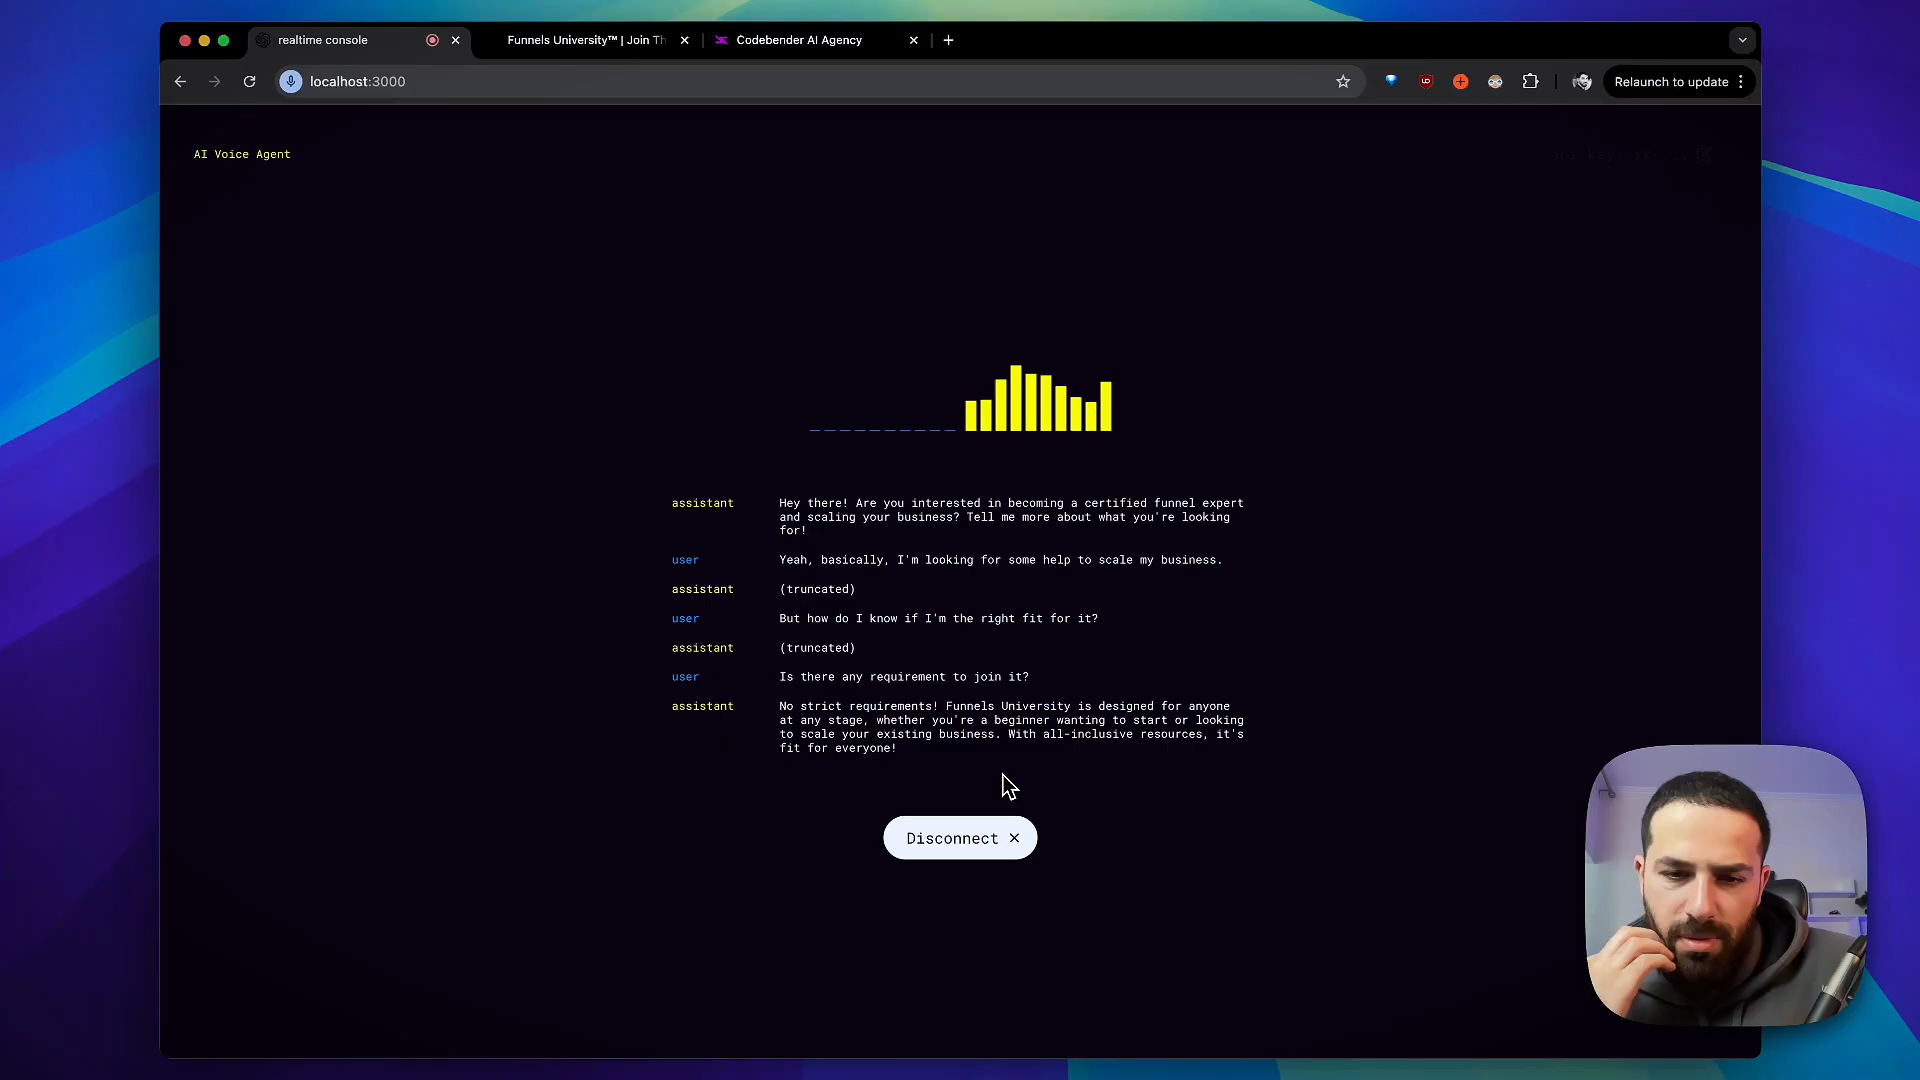 realtime console
Funnels University™ | Join Th
Codebender AI Agency
localhost:3000
Relaunch to update
AI Voice Agent
assistant
Hey there! Are you interested in becoming a certified funnel expert
and scaling your business? Tell me more about what you're looking
for!
user
Yeah, basically, I'm looking for some help to scale my business.
assistant
(truncated)
user
But how do I know if I'm the right fit for it?
assistant
(truncated)
user
Is there any requirement to join it?
assistant
No strict requirements! Funnels University is designed for anyone
at any stage, whether you're a beginner wanting to start or looking
to scale your existing business. With all-inclusive resources, it's
fit for everyone!
Disconnect